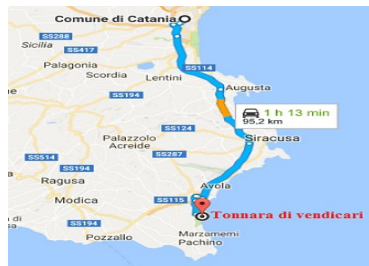 Comune di Catania
SS288
Sicilia
SS417
Palagonia
Scordia
Lentini
SS114
SS194
Augusta
1 h 13 min
95,2 km
SS124
Siracusa
Palazzolo
Acreide
SS287
SS514
Ragusa
Avola
SS115
Modica
Tonnara di vendicari
SS194
Pozzallo
Marzamemi
Pachino